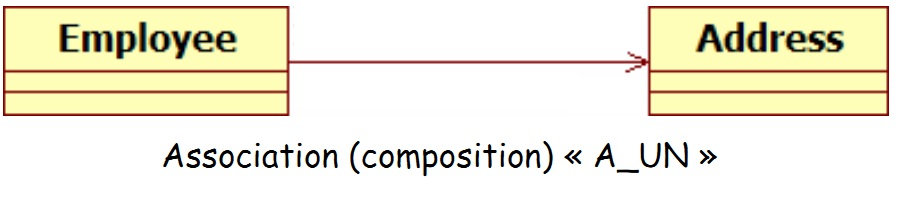 Employee Address
Association (composition) « A_UN »